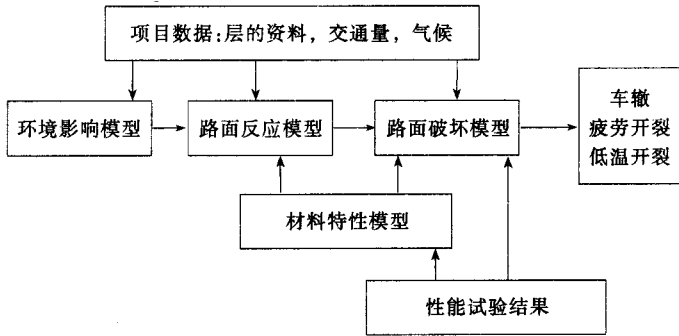 项目数据:层的资料，交通量，气候
环境影响模型
路面反应模型
路面破坏模型
车辙
疲劳开裂
低温开裂
材料特性模型
性能试验结果